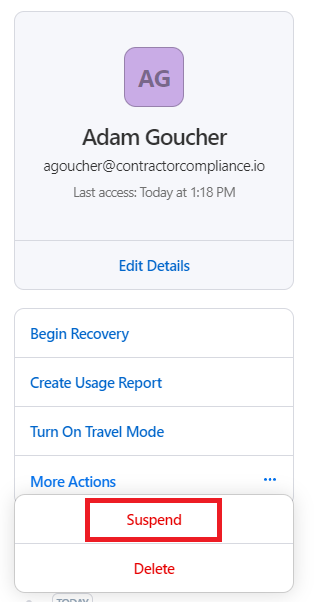 AG
Adam Goucher
agoucher@contractorcompliance.io
Last access: Today at 1:18 PM
Edit Details
Begin Recovery
Create Usage Report
Turn On Travel Mode
More Actions ...
Suspend
Delete
TODAY